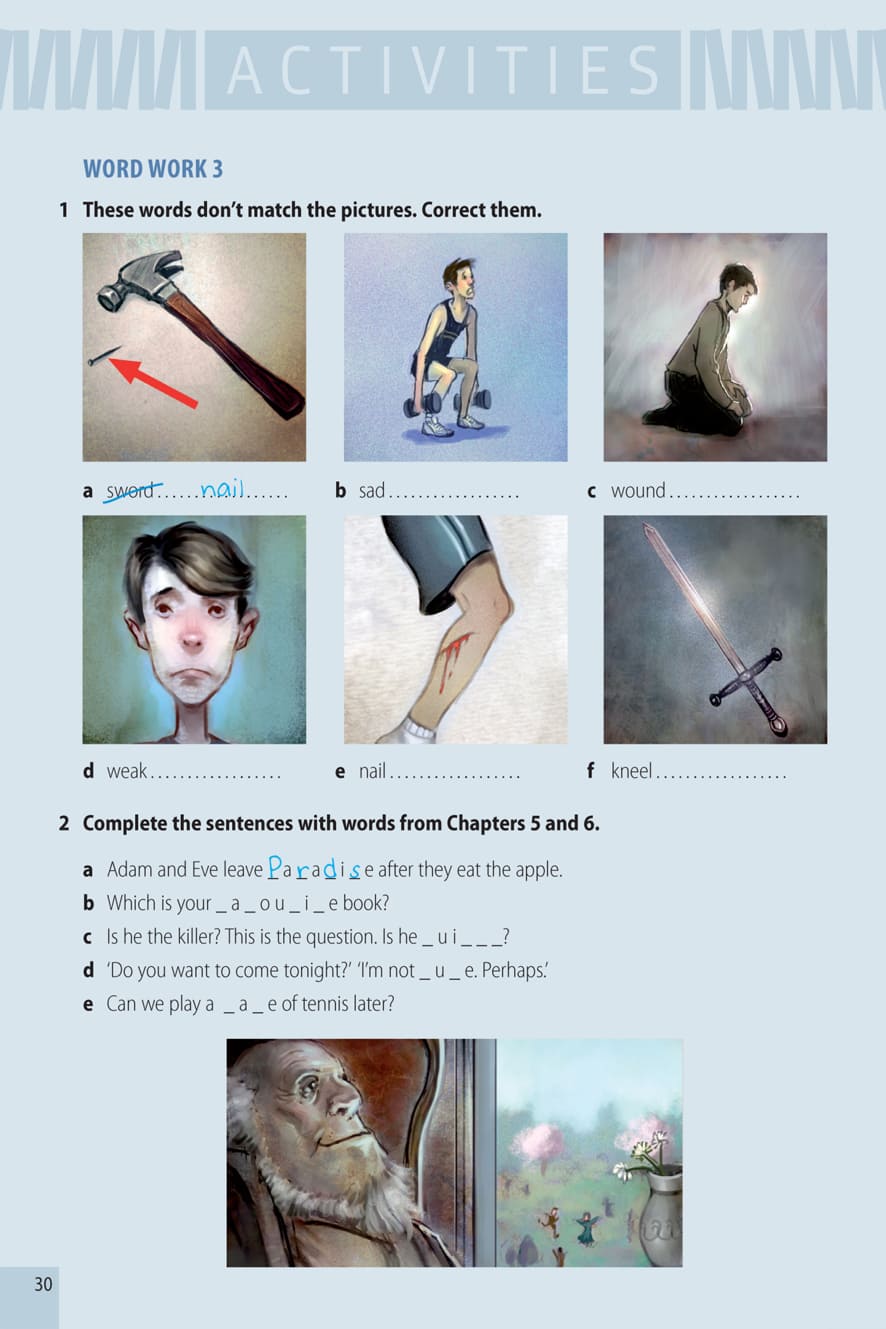 ACTIVITIES
WORD WORK 3
1 These words don't match the pictures. Correct them.
a sword......nail......
b sad..................
c wound..................
d weak..................
e nail..................
f kneel..................
2 Complete the sentences with words from Chapters 5 and 6.
a Adam and Eve leave Paradise after they eat the apple.
b Which is your _ a _ o u _ i _ e book?
c Is he the killer? This is the question. Is he _ u i _ _ _?
d 'Do you want to come tonight?' 'I'm not _ u _ e. Perhaps.'
e Can we play a _ a _ e of tennis later?
30